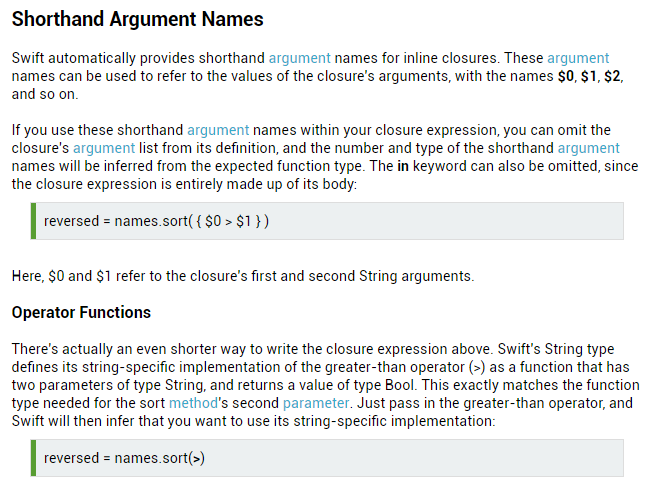 Shorthand Argument Names
Swift automatically provides shorthand argument names for inline closures. These argument
names can be used to refer to the values of the closure's arguments, with the names $0, $1, $2,
and so on.
If you use these shorthand argument names within your closure expression, you can omit the
closure's argument list from its definition, and the number and type of the shorthand argument
names will be inferred from the expected function type. The in keyword can also be omitted, since
the closure expression is entirely made up of its body:
reversed = names.sort( { $0 > $1 } )
Here, $0 and $1 refer to the closure's first and second String arguments.
Operator Functions
There's actually an even shorter way to write the closure expression above. Swift's String type
defines its string-specific implementation of the greater-than operator (>) as a function that has
two parameters of type String, and returns a value of type Bool. This exactly matches the function
type needed for the sort method's second parameter. Just pass in the greater-than operator, and
Swift will then infer that you want to use its string-specific implementation:
reversed = names.sort(>)